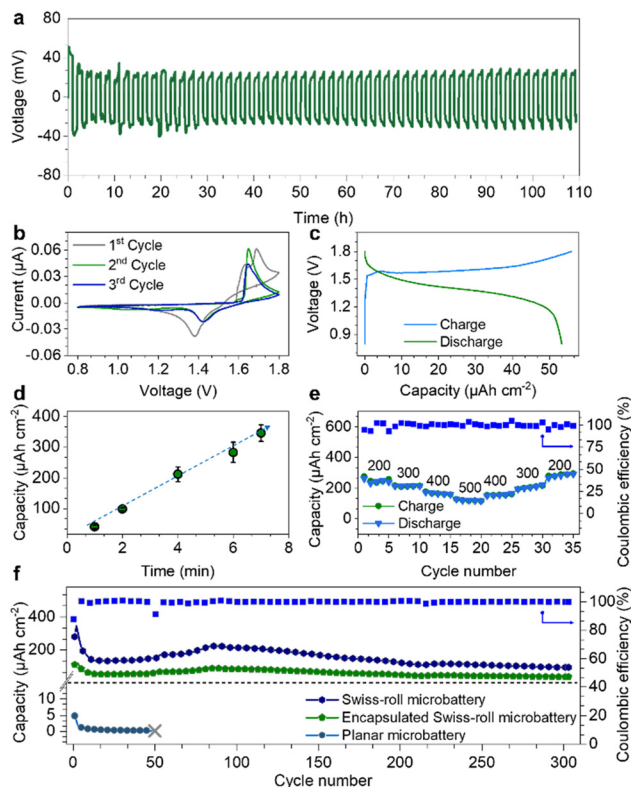 a
80
40
0
-40
-80
Votlage (mV)
0 10 20 30 40 50 60 70 80 90 100 110
Time (h)
b
0.06
0.03
0.00
-0.03
-0.06
Current (µA)
1st Cycle
2nd Cycle
3rd Cycle
0.8 1.0 1.2 1.4 1.6 1.8
Voltage (V)
c
1.8
1.5
1.2
0.9
Voltage (V)
Charge
Discharge
0 10 20 30 40 50
Capacity (µAh cm-2)
d
400
300
200
100
Capacity (µAh cm-2)
0 2 4 6 8
Time (min)
e
600
400
200
0
Capacity (µAh cm-2)
200 300 400 500 400 300 200
Charge
Discharge
100
75
50
25
0
Coulombic efficiency (%)
0 5 10 15 20 25 30 35
Cycle number
f
400
200
10
5
0
Capacity (µAh cm-2)
Swiss-roll microbattery
Encapsulated Swiss-roll microbattery
Planar microbattery
100
80
60
40
20
0
Coulombic efficiency (%)
0 50 100 150 200 250 300
Cycle number